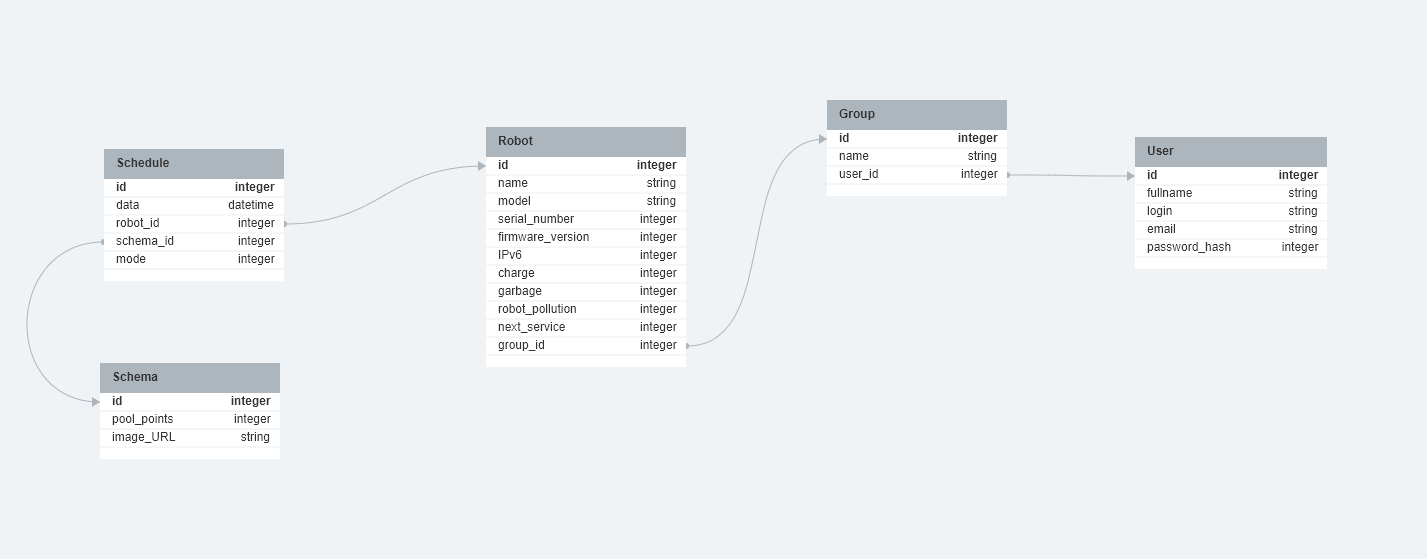 Schedule
id integer
data datetime
robot_id integer
schema_id integer
mode integer
Schema
id integer
pool_points integer
image_URL string
Robot
id integer
name string
model string
serial_number integer
firmware_version integer
IPv6 integer
charge integer
garbage integer
robot_pollution integer
next_service integer
group_id integer
Group
id integer
name string
user_id integer
User
id integer
fullname string
login string
email string
password_hash integer